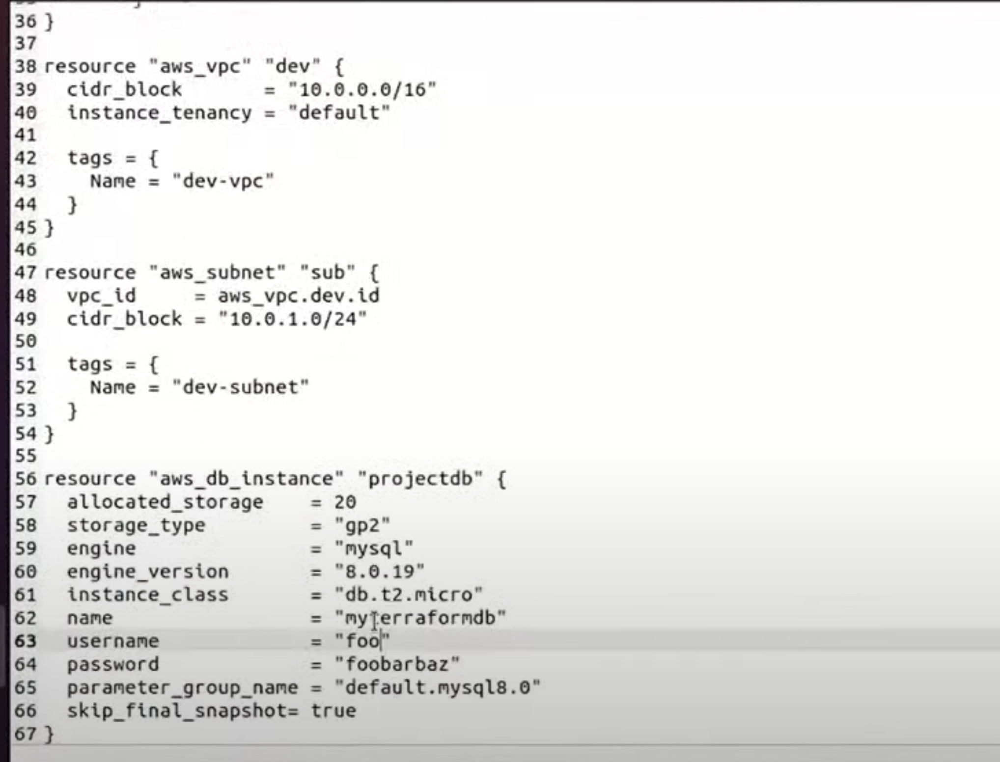 36 }
37
38 resource "aws_vpc" "dev" {
39   cidr_block       = "10.0.0.0/16"
40   instance_tenancy = "default"
41
42   tags = {
43     Name = "dev-vpc"
44   }
45 }
46
47 resource "aws_subnet" "sub" {
48   vpc_id     = aws_vpc.dev.id
49   cidr_block = "10.0.1.0/24"
50
51   tags = {
52     Name = "dev-subnet"
53   }
54 }
55
56 resource "aws_db_instance" "projectdb" {
57   allocated_storage    = 20
58   storage_type         = "gp2"
59   engine               = "mysql"
60   engine_version       = "8.0.19"
61   instance_class       = "db.t2.micro"
62   name                 = "myterraformdb"
63   username             = "foo"
64   password             = "foobarbaz"
65   parameter_group_name = "default.mysql8.0"
66   skip_final_snapshot= true
67 }